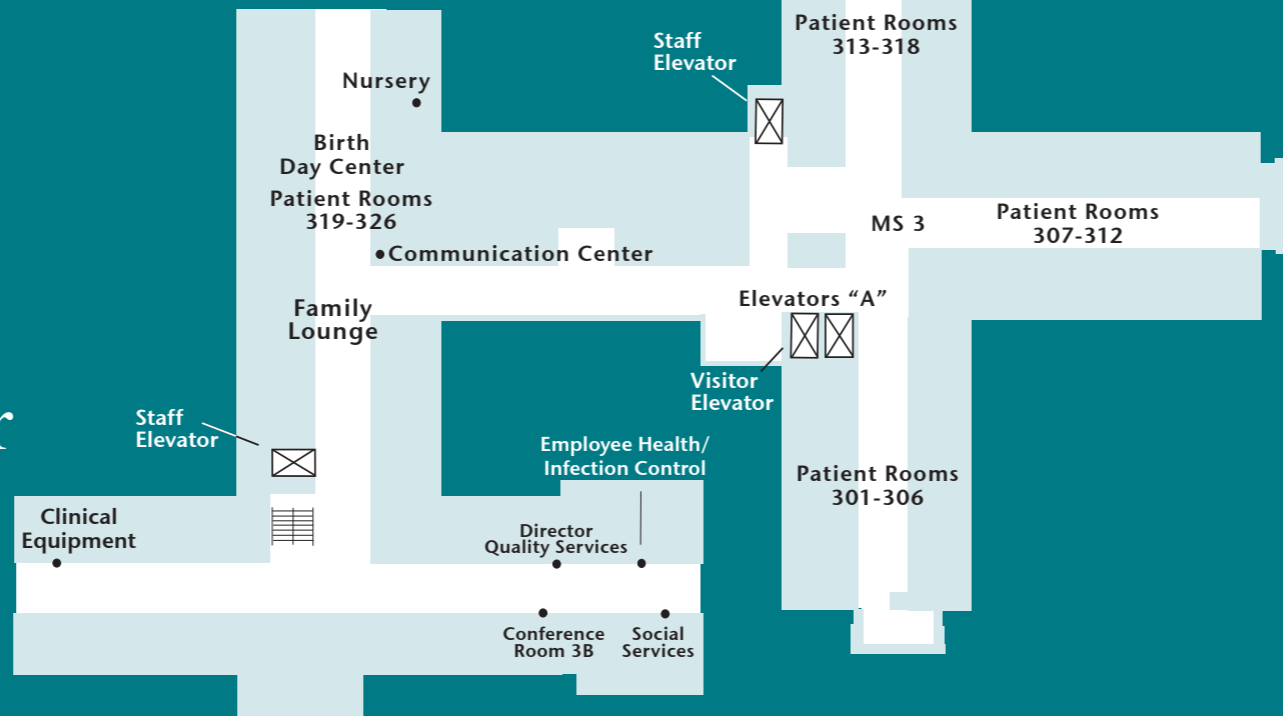 Patient Rooms
313-318
Staff
Elevator
Nursery
Birth
Day Center
Patient Rooms
319-326
Communication Center
MS 3
Patient Rooms
307-312
Family
Lounge
Elevators “A”
Visitor
Elevator
Staff
Elevator
Employee Health/
Infection Control
Patient Rooms
301-306
Clinical
Equipment
Director
Quality Services
Conference
Room 3B
Social
Services